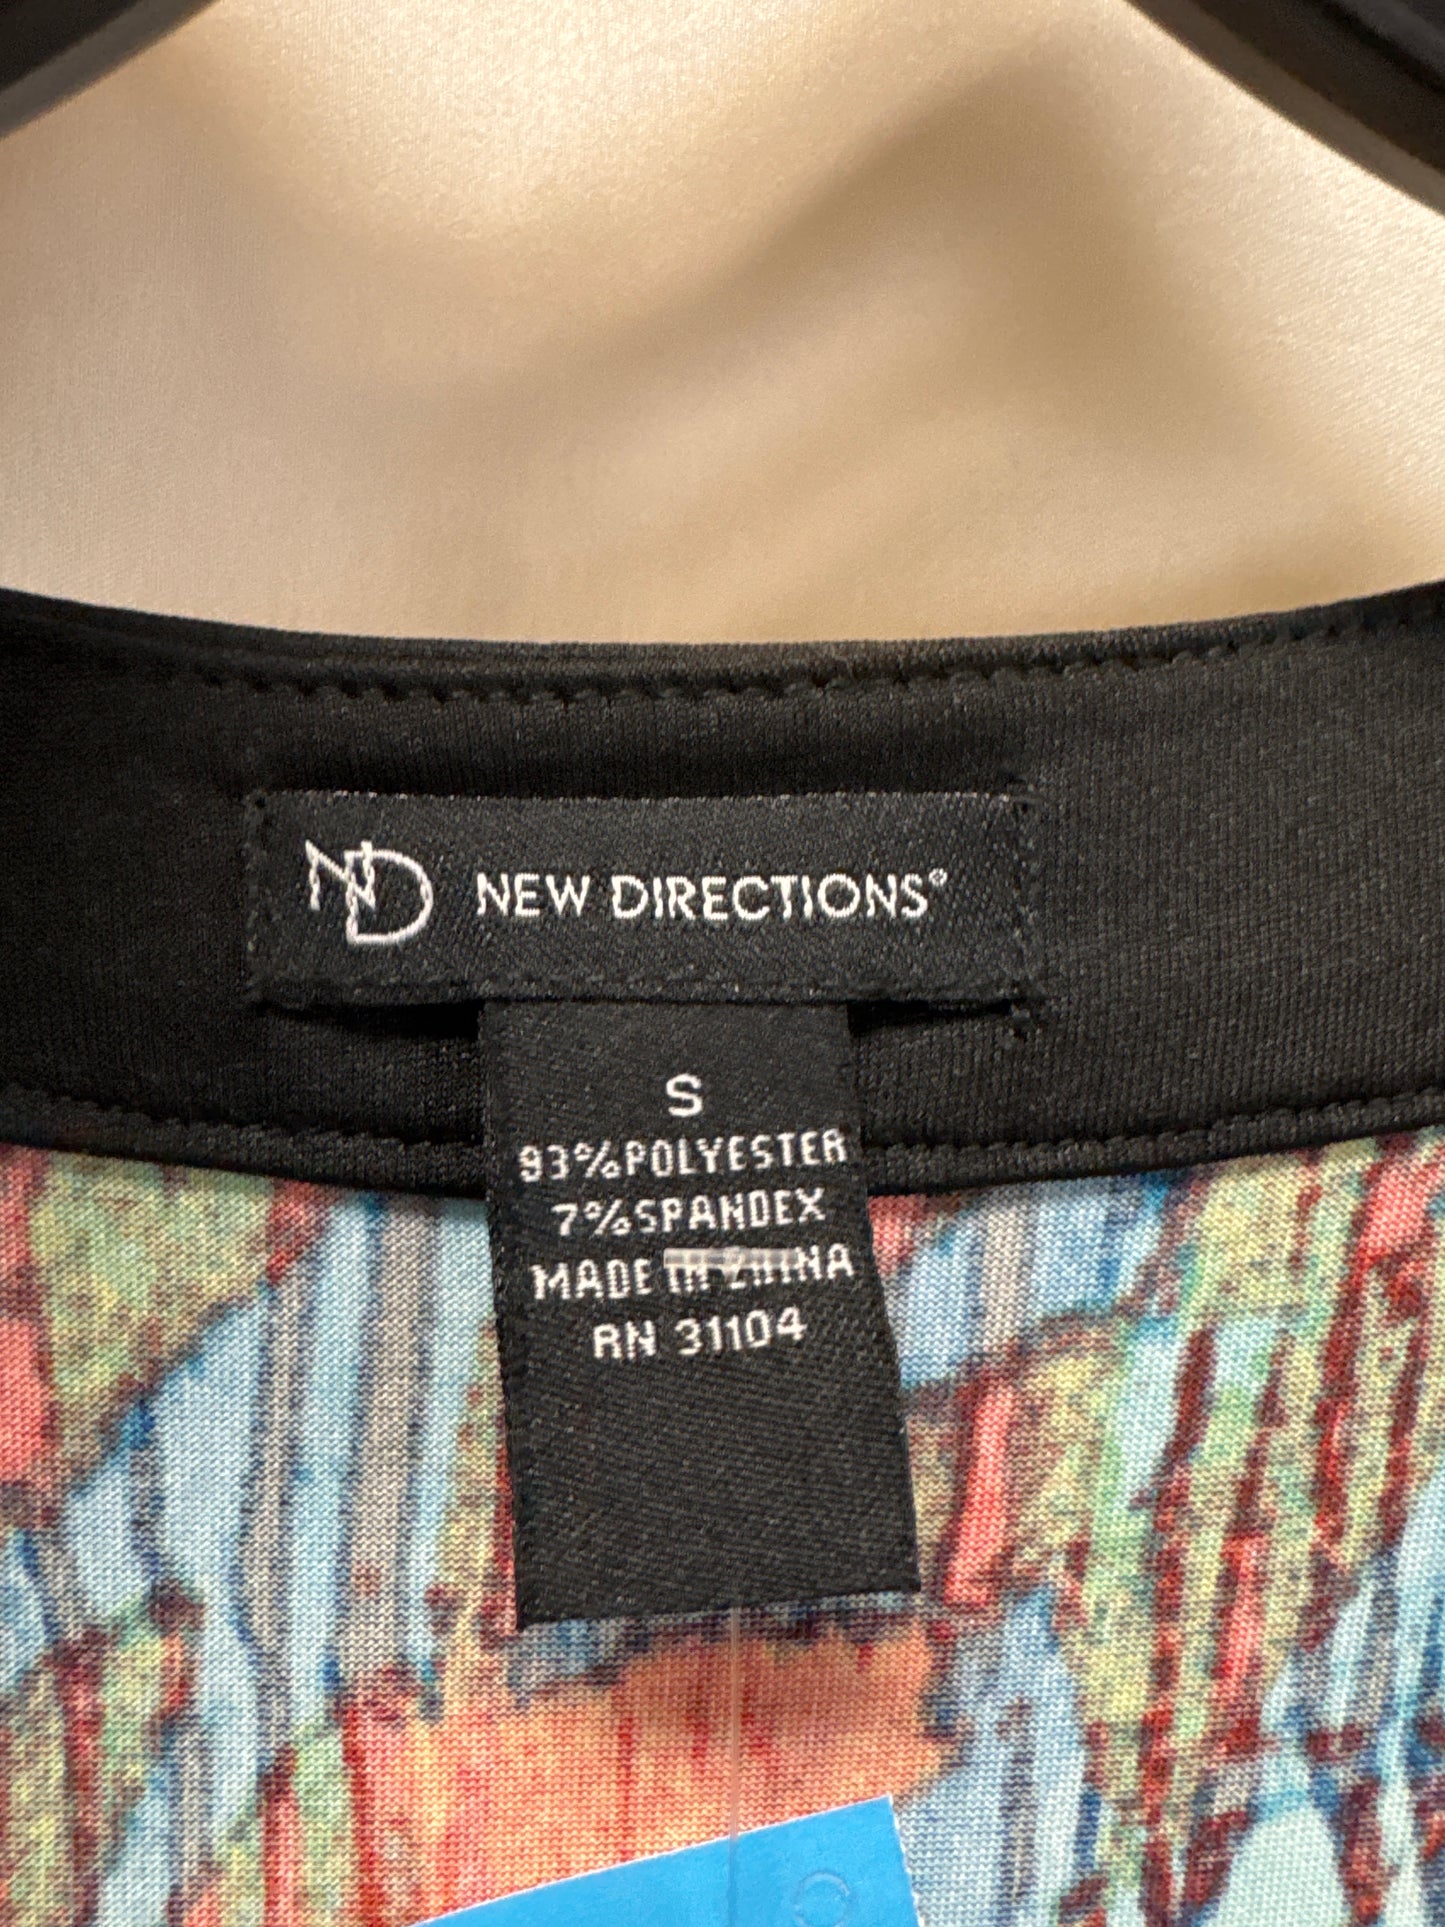 ND NEW DIRECTIONS®
S
93%POLYESTER
7%SPANDEX
MADE IN CHINA
RN 31104